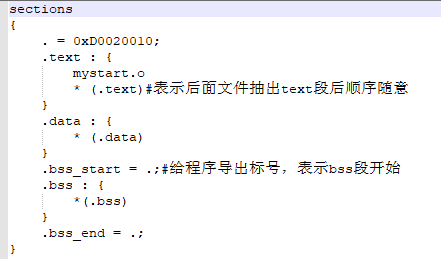 sections
{
    . = 0xD0020010;
    .text : {
        mystart.o
        * (.text)#表示后面文件抽出text段后顺序随意
    }
    .data : {
        * (.data)
    }
    .bss_start = .;#给程序导出标号，表示bss段开始
    .bss : {
        *(.bss)
    }
    .bss_end = .;
}